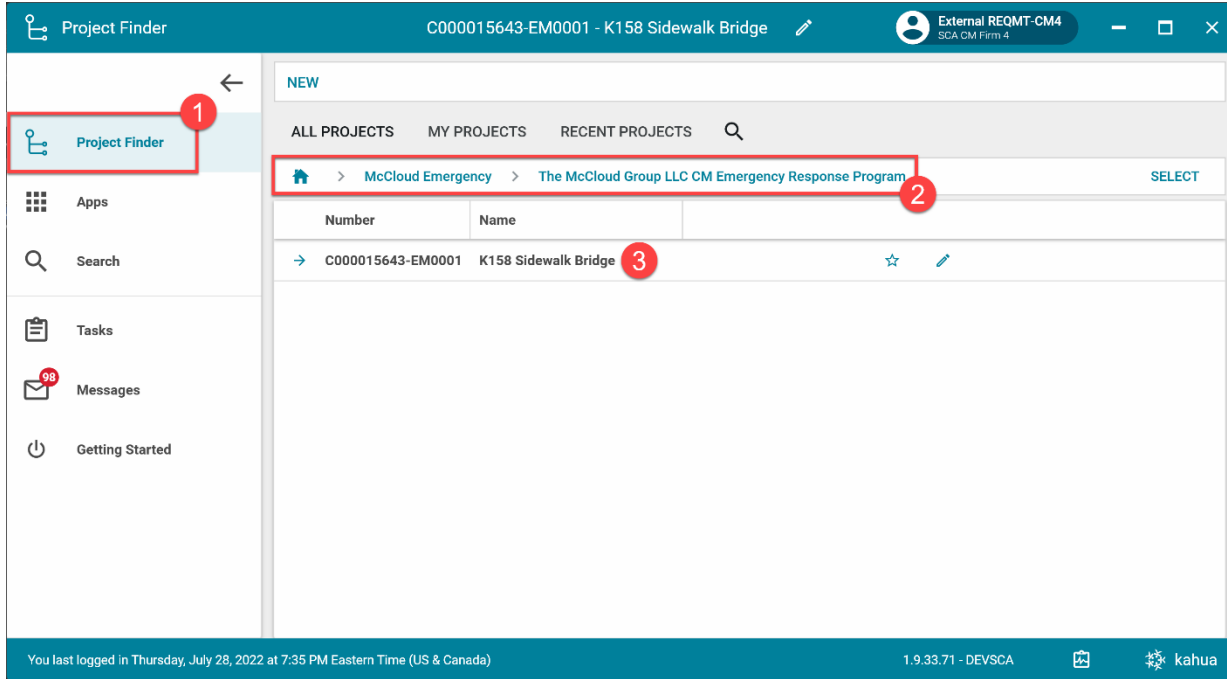 Project Finder
C000015643-EM0001 - K158 Sidewalk Bridge
External REQMT-CM4
SCA CM Firm 4
1
Project Finder
Apps
Search
Tasks
98
Messages
Getting Started
NEW
ALL PROJECTS MY PROJECTS RECENT PROJECTS
> McCloud Emergency > The McCloud Group LLC CM Emergency Response Program
2
SELECT
Number Name
C000015643-EM0001 K158 Sidewalk Bridge 3
You last logged in Thursday, July 28, 2022 at 7:35 PM Eastern Time (US & Canada)
1.9.33.71 - DEVSCA
kahua